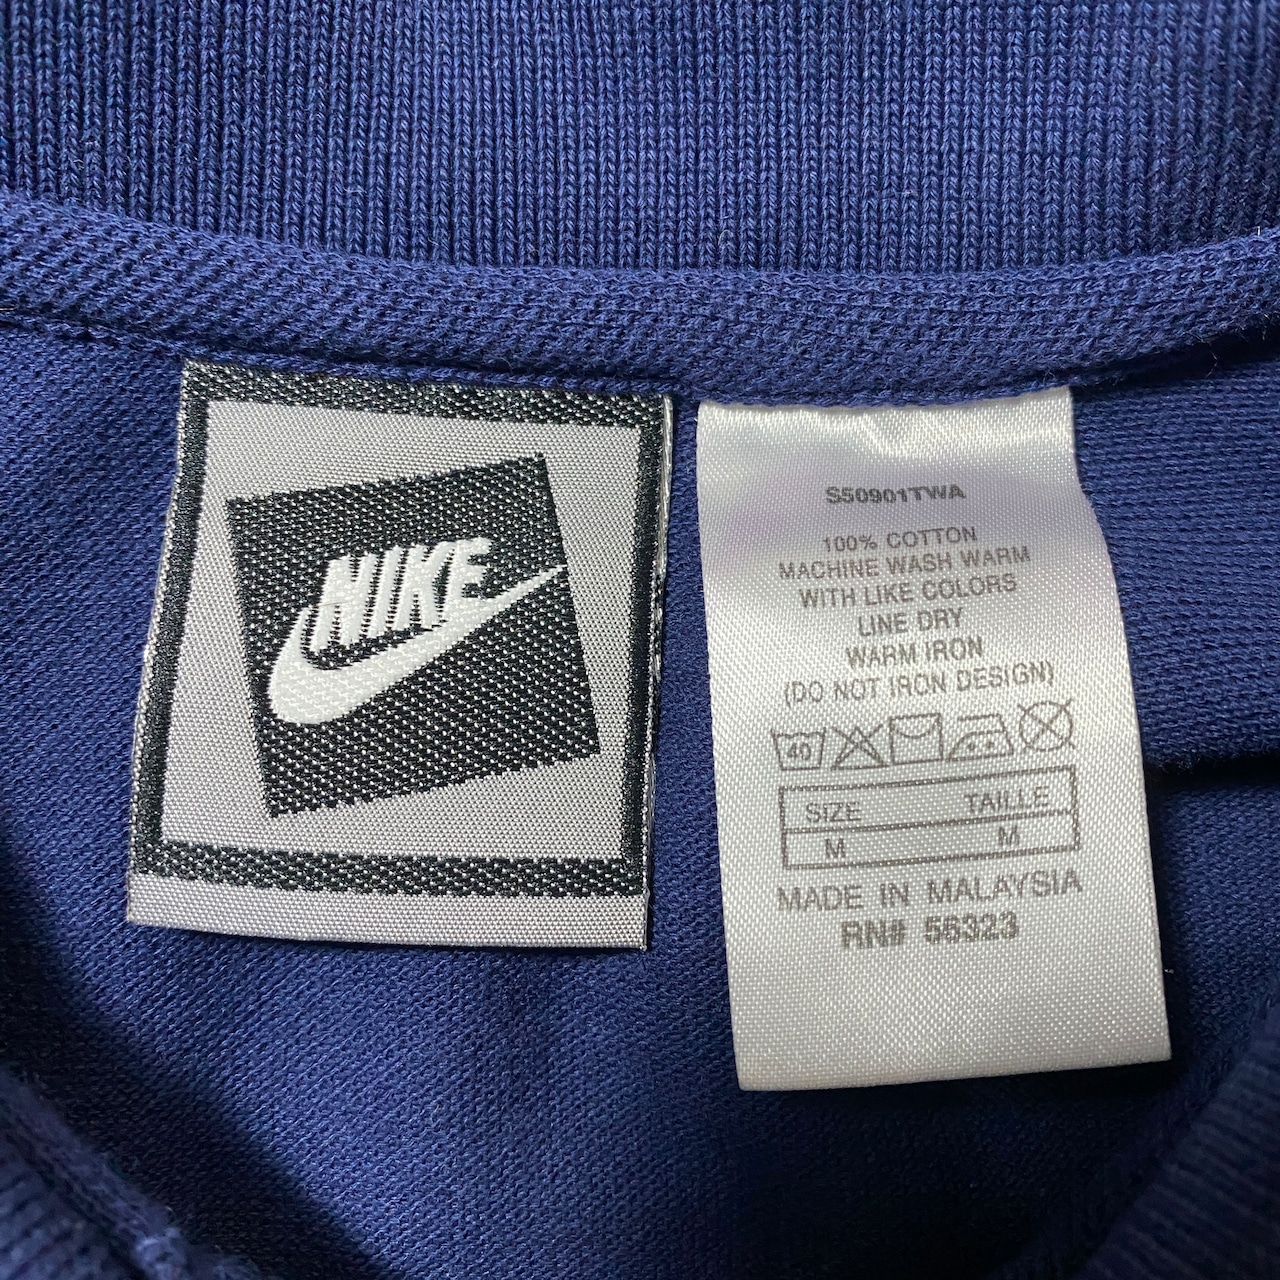 NIKE
S50901TWA
100% COTTON
MACHINE WASH WARM
WITH LIKE COLORS
LINE DRY
WARM IRON
(DO NOT IRON DESIGN)
40
SIZE TAILLE
M M
MADE IN MALAYSIA
RN# 56323